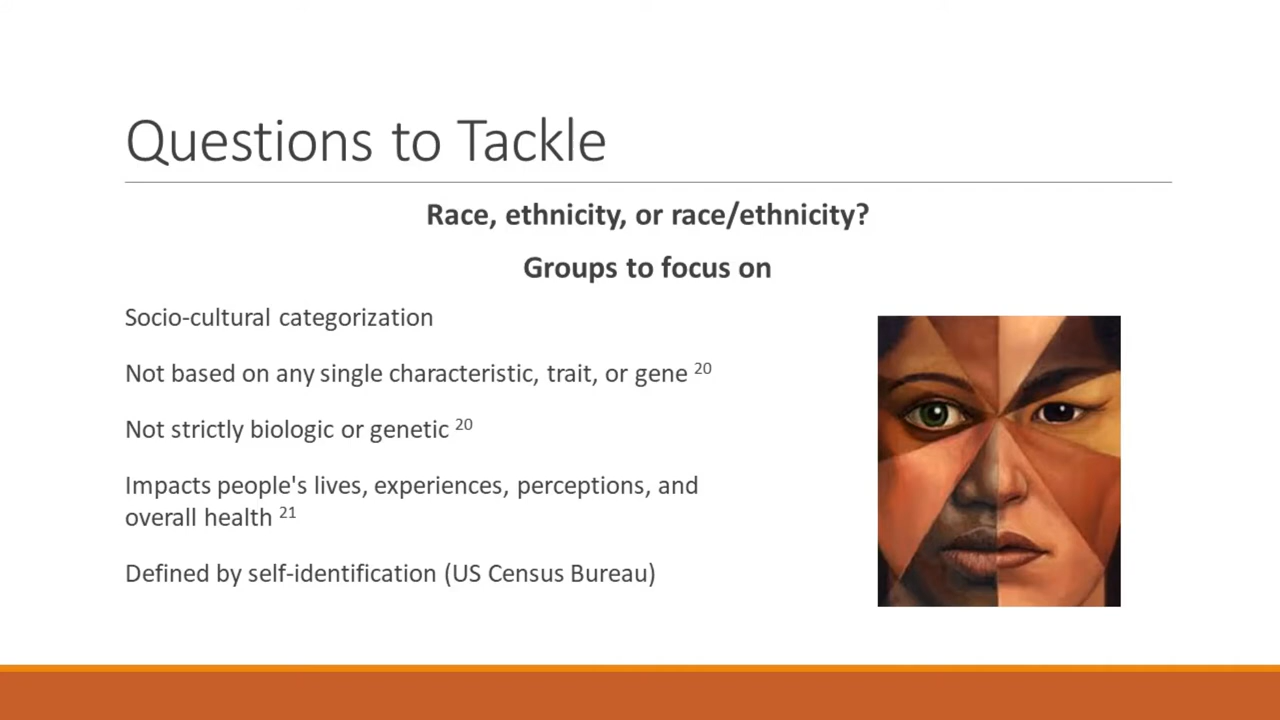 Questions to Tackle
Race, ethnicity, or race/ethnicity?
Groups to focus on
Socio-cultural categorization
Not based on any single characteristic, trait, or gene 20
Not strictly biologic or genetic 20
Impacts people's lives, experiences, perceptions, and
overall health 21
Defined by self-identification (US Census Bureau)